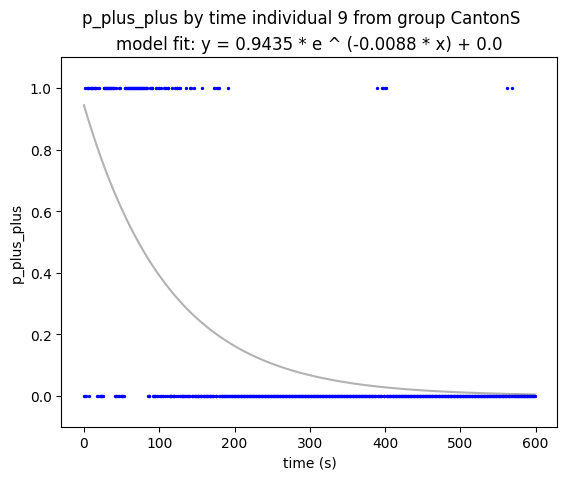 p_plus_plus by time individual 9 from group CantonS
model fit: y = 0.9435 * e ^ (-0.0088 * x) + 0.0
1.0
0.8
0.6
0.4
0.2
0.0
p_plus_plus
0 100 200 300 400 500 600
time (s)